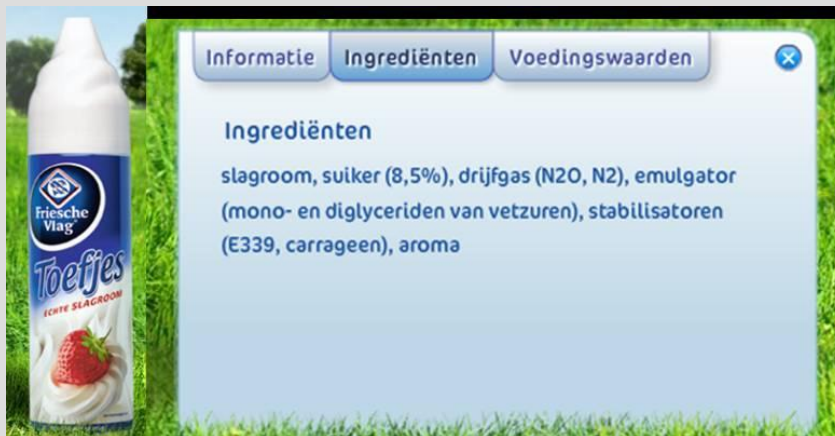 Informatie
Ingrediënten
Voedingswaarden
Ingrediënten
slagroom, suiker (8,5%), drijfgas (N2O, N2), emulgator
(mono- en diglyceriden van vetzuren), stabilisatoren
(E339, carrageen), aroma
Friesche
Vlag
Toefjes
ECHTE SLAGROOM